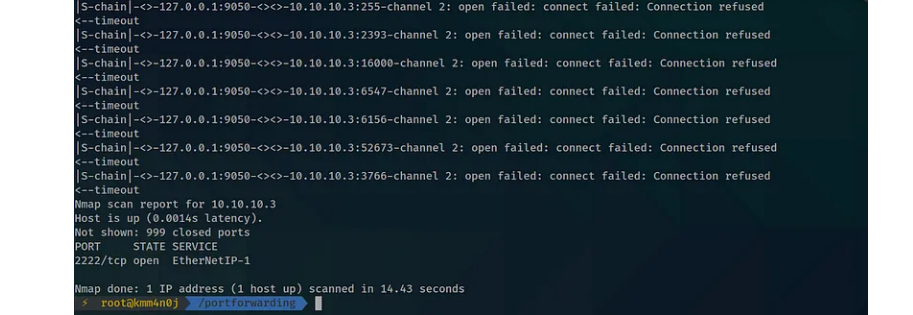 |S-chain|-<>-127.0.0.1:9050-<><>-10.10.10.3:255-channel 2: open failed: connect failed: Connection refused
<--timeout
|S-chain|-<>-127.0.0.1:9050-<><>-10.10.10.3:2393-channel 2: open failed: connect failed: Connection refused
<--timeout
|S-chain|-<>-127.0.0.1:9050-<><>-10.10.10.3:16000-channel 2: open failed: connect failed: Connection refused
<--timeout
|S-chain|-<>-127.0.0.1:9050-<><>-10.10.10.3:6547-channel 2: open failed: connect failed: Connection refused
<--timeout
|S-chain|-<>-127.0.0.1:9050-<><>-10.10.10.3:6156-channel 2: open failed: connect failed: Connection refused
<--timeout
|S-chain|-<>-127.0.0.1:9050-<><>-10.10.10.3:52673-channel 2: open failed: connect failed: Connection refused
<--timeout
|S-chain|-<>-127.0.0.1:9050-<><>-10.10.10.3:3766-channel 2: open failed: connect failed: Connection refused
<--timeout
Nmap scan report for 10.10.10.3
Host is up (0.0014s latency).
Not shown: 999 closed ports
PORT     STATE SERVICE
2222/tcp open  EtherNetIP-1
Nmap done: 1 IP address (1 host up) scanned in 14.43 seconds
⚡ root@kmm4n0j /portforwarding